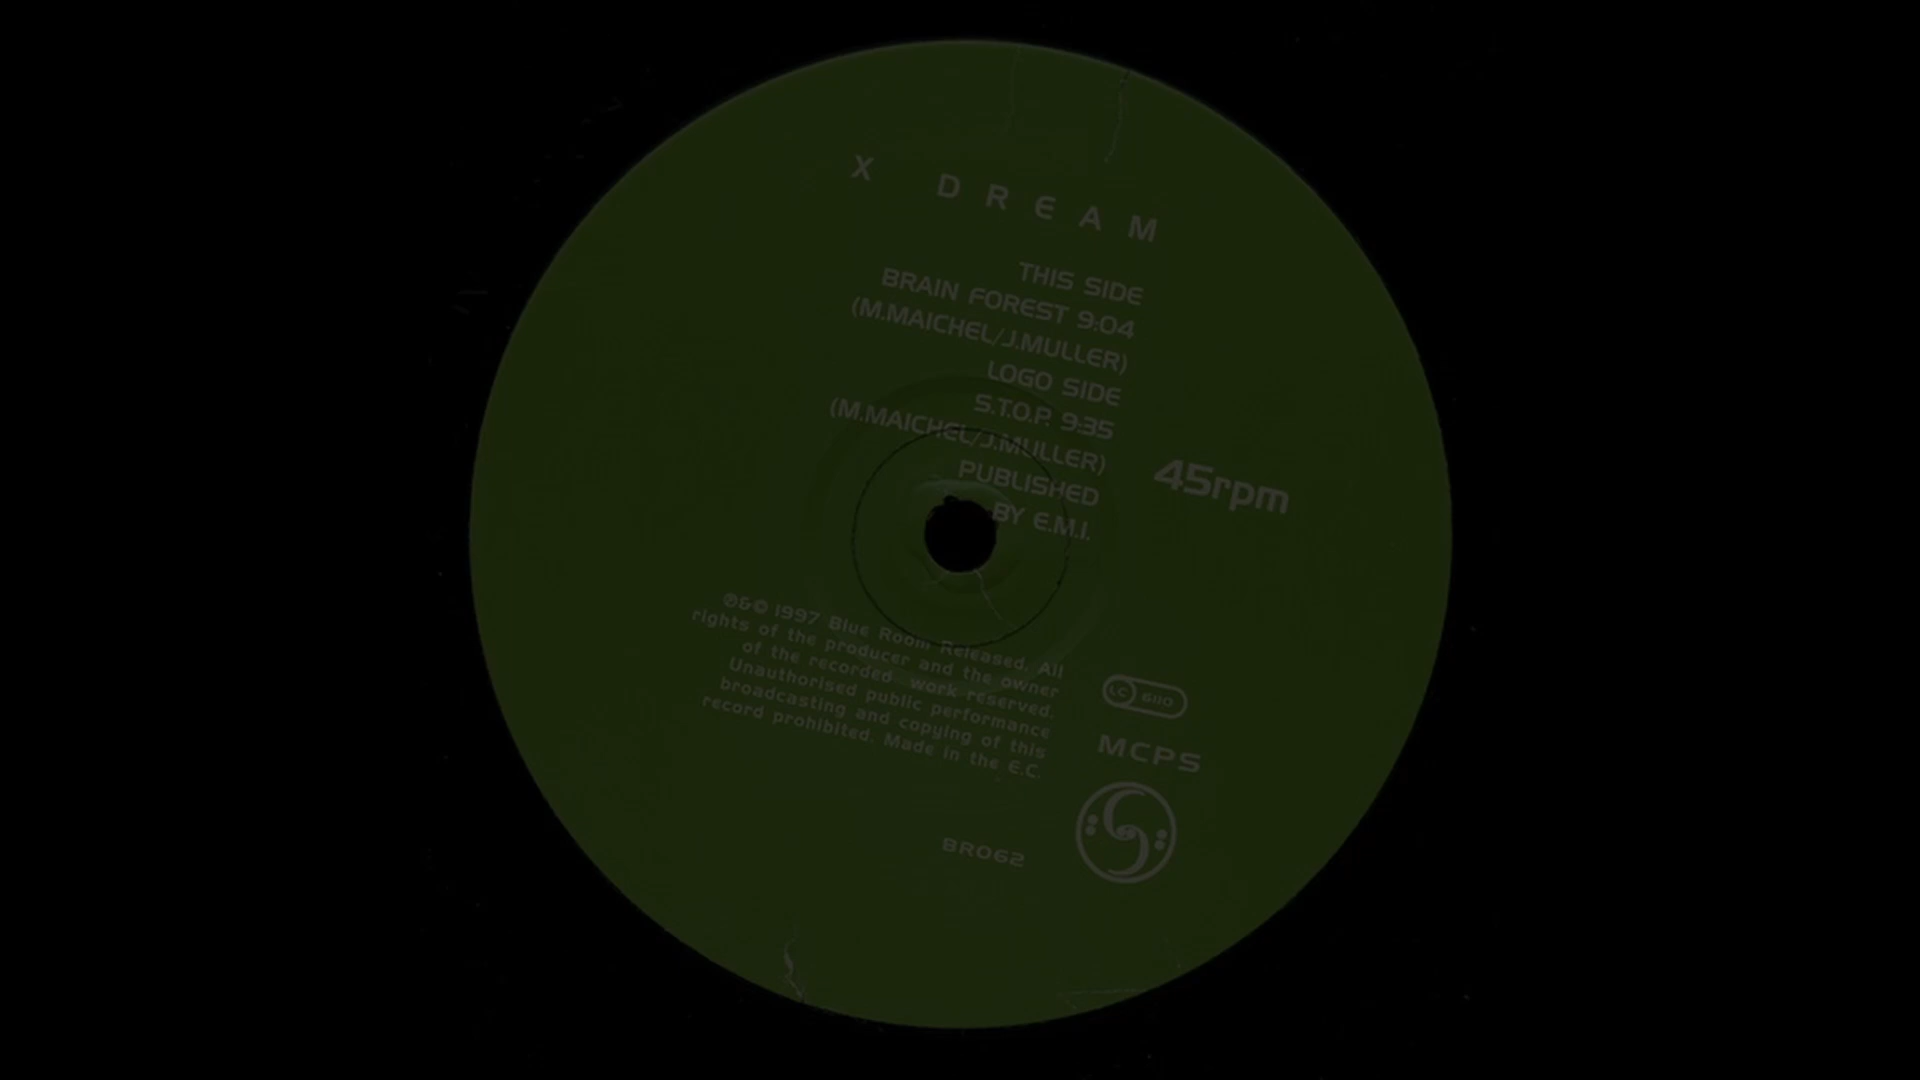 X DREAM
THIS SIDE
BRAIN FOREST 9:04
(M.MAICHEL/J.MULLER)
LOGO SIDE
S.T.O.P. 9:35
(M.MAICHEL/J.MULLER)
PUBLISHED
BY E.M.I.
45rpm
℗&© 1997 Blue Room Released. All
rights of the producer and the owner
of the recorded work reserved.
Unauthorised public performance
broadcasting and copying of this
record prohibited. Made in the E.C.
LC 6110
MCPS
BR062